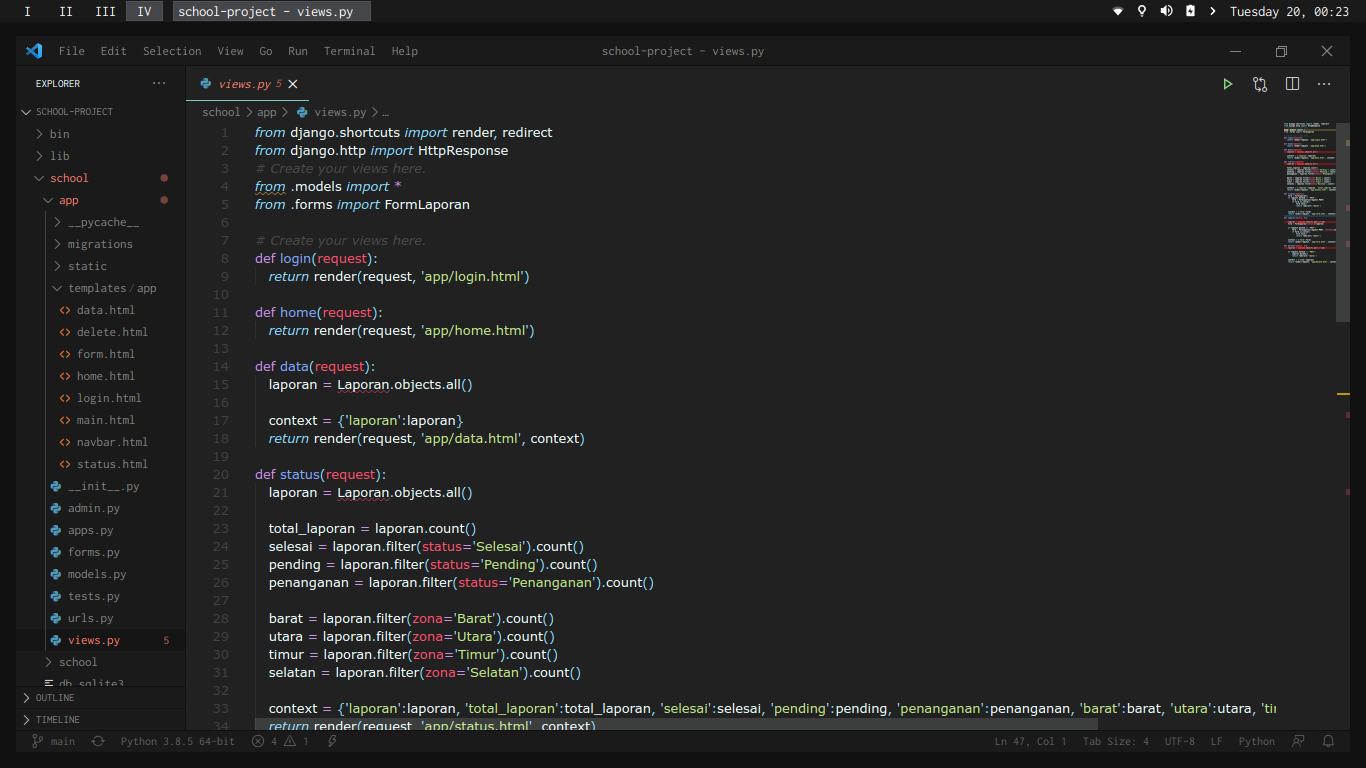 I II III IV school-project - views.py Tuesday 20, 00:23
File Edit Selection View Go Run Terminal Help school-project - views.py
EXPLORER
views.py 5
SCHOOL-PROJECT
bin
lib
school
app
__pycache__
migrations
static
templates/app
data.html
delete.html
form.html
home.html
login.html
main.html
navbar.html
status.html
__init__.py
admin.py
apps.py
forms.py
models.py
tests.py
urls.py
views.py 5
school
db.sqlite3
OUTLINE
TIMELINE
school > app > views.py > ...
1 from django.shortcuts import render, redirect
2 from django.http import HttpResponse
3 # Create your views here.
4 from .models import *
5 from .forms import FormLaporan
6
7 # Create your views here.
8 def login(request):
9 return render(request, 'app/login.html')
10
11 def home(request):
12 return render(request, 'app/home.html')
13
14 def data(request):
15 laporan = Laporan.objects.all()
16
17 context = {'laporan':laporan}
18 return render(request, 'app/data.html', context)
19
20 def status(request):
21 laporan = Laporan.objects.all()
22
23 total_laporan = laporan.count()
24 selesai = laporan.filter(status='Selesai').count()
25 pending = laporan.filter(status='Pending').count()
26 penanganan = laporan.filter(status='Penanganan').count()
27
28 barat = laporan.filter(zona='Barat').count()
29 utara = laporan.filter(zona='Utara').count()
30 timur = laporan.filter(zona='Timur').count()
31 selatan = laporan.filter(zona='Selatan').count()
32
33 context = {'laporan':laporan, 'total_laporan':total_laporan, 'selesai':selesai, 'pending':pending, 'penanganan':penanganan, 'barat':barat, 'utara':utara,
34 return render(request, 'app/status.html', context)
main Python 3.8.5 64-bit 4 1 Ln 47, Col 1 Tab Size: 4 UTF-8 LF Python